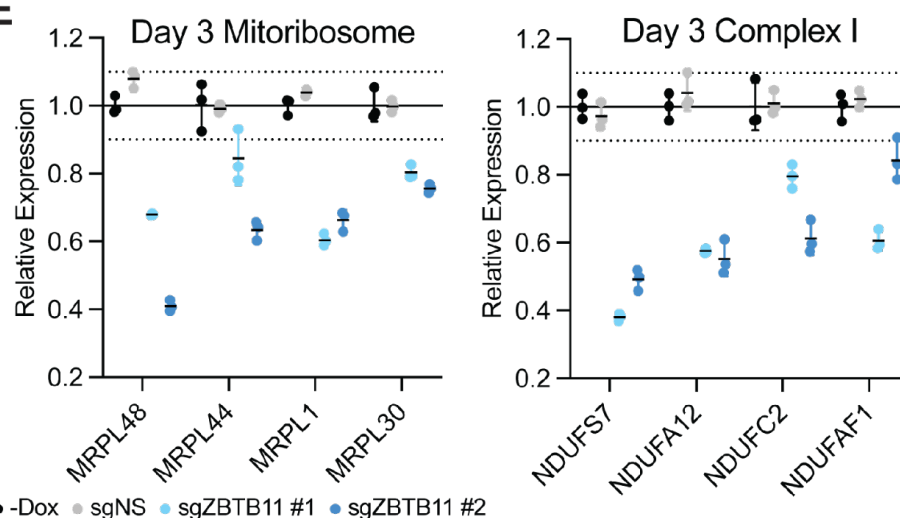 E
Day 3 Mitoribosome
Relative Expression
1.2
1.0
0.8
0.6
0.4
0.2
MRPL48
MRPL44
MRPL1
MRPL30
Day 3 Complex I
Relative Expression
1.2
1.0
0.8
0.6
0.4
0.2
NDUFS7
NDUFA12
NDUFC2
NDUFAF1
-Dox sgNS sgZBTB11 #1 sgZBTB11 #2